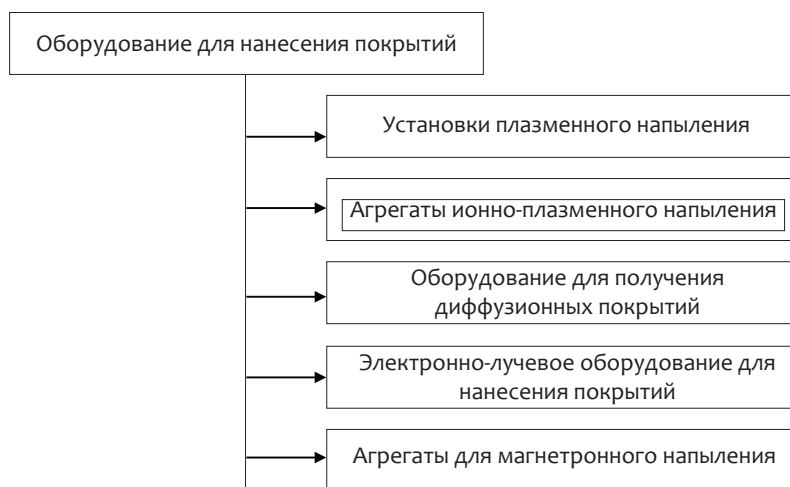 Оборудование для нанесения покрытий
Установки плазменного напыления
Агрегаты ионно-плазменного напыления
Оборудование для получения
диффузионных покрытий
Электронно-лучевое оборудование для
нанесения покрытий
Агрегаты для магнетронного напыления